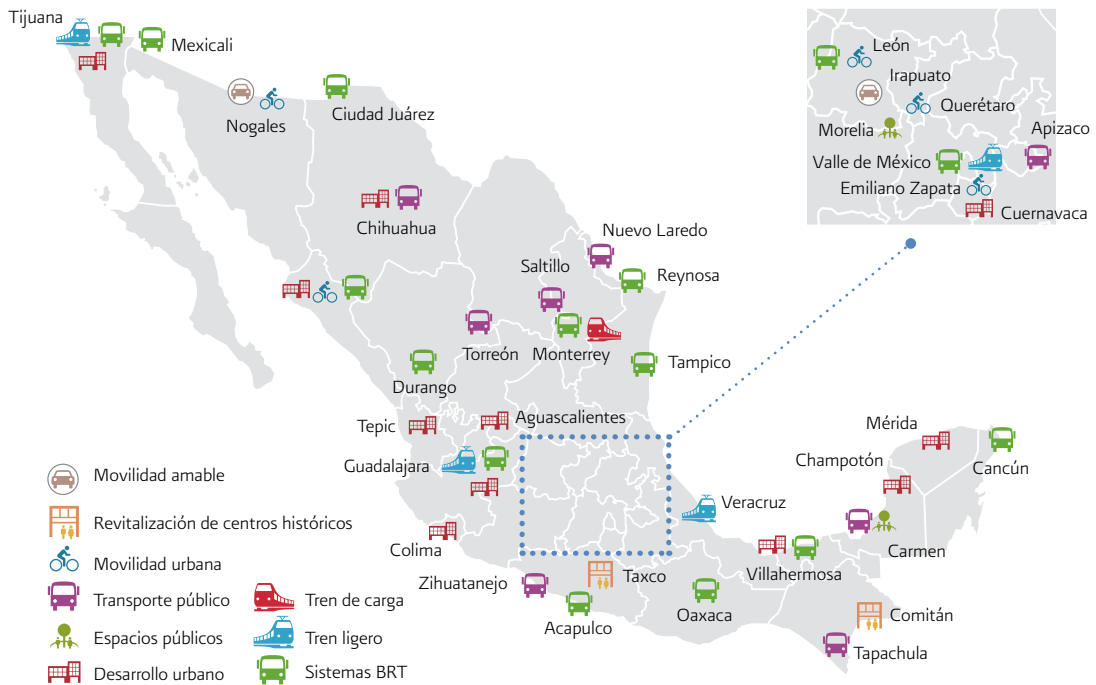 Tijuana
Mexicali
Nogales
Ciudad Juárez
Chihuahua
Nuevo Laredo
Saltillo
Reynosa
Torreón
Monterrey
Tampico
Durango
Tepic
Aguascalientes
Guadalajara
Colima
Zihuatanejo
Taxco
Acapulco
Oaxaca
Veracruz
Villahermosa
Champotón
Mérida
Cancún
Carmen
Comitán
Tapachula
León
Irapuato
Querétaro
Morelia
Apizaco
Valle de México
Emiliano Zapata
Cuernavaca
Movilidad amable
Revitalización de centros históricos
Movilidad urbana
Transporte público
Espacios públicos
Desarrollo urbano
Tren de carga
Tren ligero
Sistemas BRT